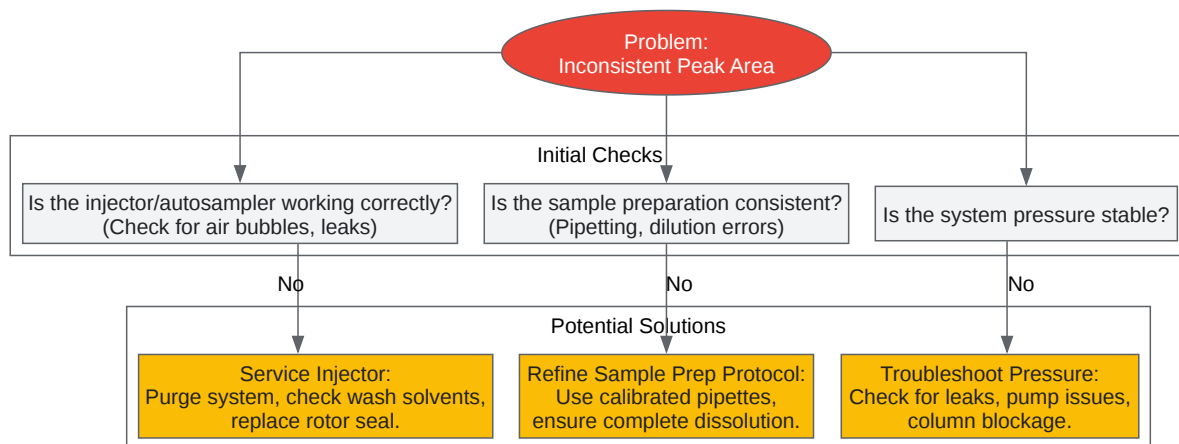 Problem:
Inconsistent Peak Area
Initial Checks
Is the injector/autosampler working correctly?
(Check for air bubbles, leaks)
Is the sample preparation consistent?
(Pipetting, dilution errors)
Is the system pressure stable?
No
No
No
Potential Solutions
Service Injector:
Purge system, check wash solvents,
replace rotor seal.
Refine Sample Prep Protocol:
Use calibrated pipettes,
ensure complete dissolution.
Troubleshoot Pressure:
Check for leaks, pump issues,
column blockage.